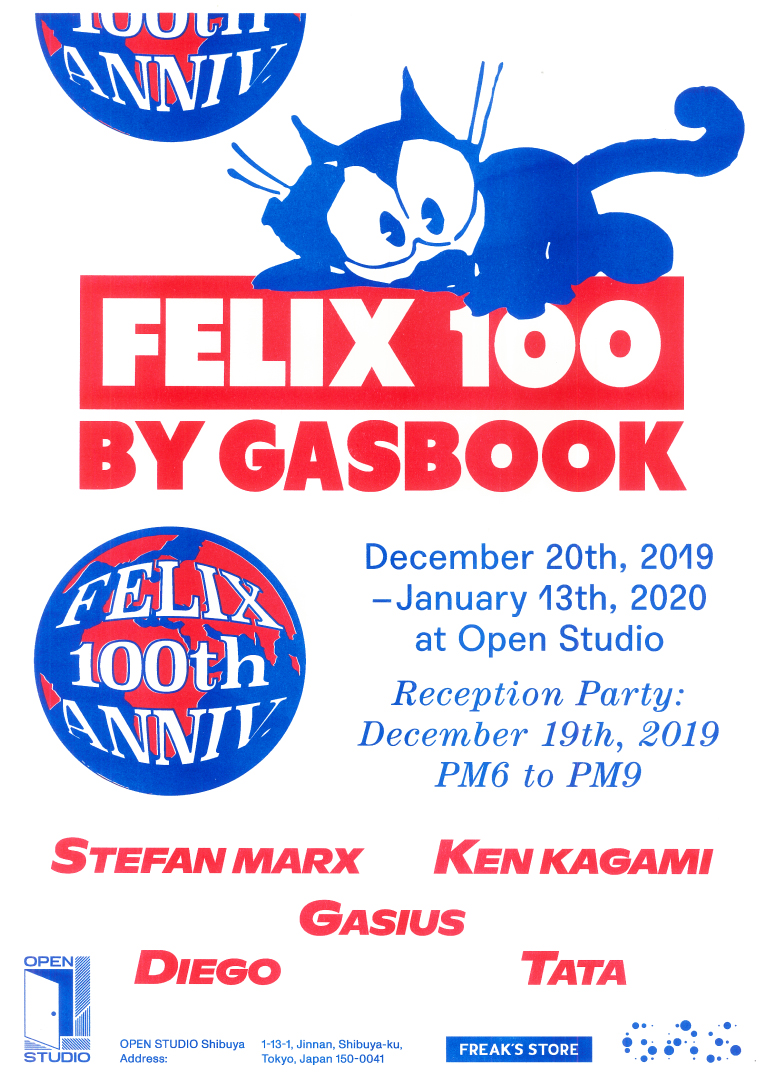 100th
ANNIV.
FELIX 100
BY GASBOOK
FELIX
100th
ANNIV.
December 20th, 2019
–January 13th, 2020
at Open Studio
Reception Party:
December 19th, 2019
PM6 to PM9
STEFAN MARX
KEN KAGAMI
GASIUS
DIEGO
TATA
OPEN
STUDIO
OPEN STUDIO Shibuya
Address:
1-13-1, Jinnan, Shibuya-ku,
Tokyo, Japan 150-0041
FREAK'S STORE